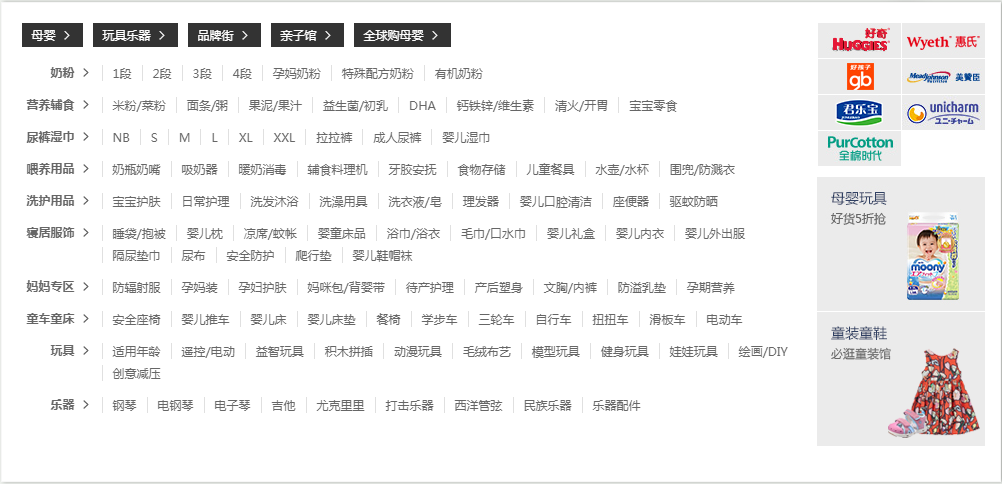 母婴 玩具乐器 品牌街 亲子馆 全球购母婴
奶粉 1段 2段 3段 4段 孕妈奶粉 特殊配方奶粉 有机奶粉
营养辅食 米粉/菜粉 面条/粥 果泥/果汁 益生菌/初乳 DHA 钙铁锌/维生素 清火/开胃 宝宝零食
尿裤湿巾 NB S M L XL XXL 拉拉裤 成人尿裤 婴儿湿巾
喂养用品 奶瓶奶嘴 吸奶器 暖奶消毒 辅食料理机 牙胶安抚 食物存储 儿童餐具 水壶/水杯 围兜/防溅衣
洗护用品 宝宝护肤 日常护理 洗发沐浴 洗澡用具 洗衣液/皂 理发器 婴儿口腔清洁 座便器 驱蚊防晒
寝居服饰 睡袋/抱被 婴儿枕 凉席/蚊帐 婴童床品 浴巾/浴衣 毛巾/口水巾 婴儿礼盒 婴儿内衣 婴儿外出服
隔尿垫巾 尿布 安全防护 爬行垫 婴儿鞋帽袜
妈妈专区 防辐射服 孕妈装 孕妇护肤 妈咪包/背婴带 待产护理 产后塑身 文胸/内裤 防溢乳垫 孕期营养
童车童床 安全座椅 婴儿推车 婴儿床 婴儿床垫 餐椅 学步车 三轮车 自行车 扭扭车 滑板车 电动车
玩具 适用年龄 遥控/电动 益智玩具 积木拼插 动漫玩具 毛绒布艺 模型玩具 健身玩具 娃娃玩具 绘画/DIY
创意减压
乐器 钢琴 电钢琴 电子琴 吉他 尤克里里 打击乐器 西洋管弦 民族乐器 乐器配件
好奇
HUGGIES
Wyeth 惠氏
好孩子
gb
MeadJohnson
Nutrition
美赞臣
君乐宝
unicharm
ユニ・チャーム
PurCotton
全棉时代
母婴玩具
好货5折抢
moony
童装童鞋
必逛童装馆